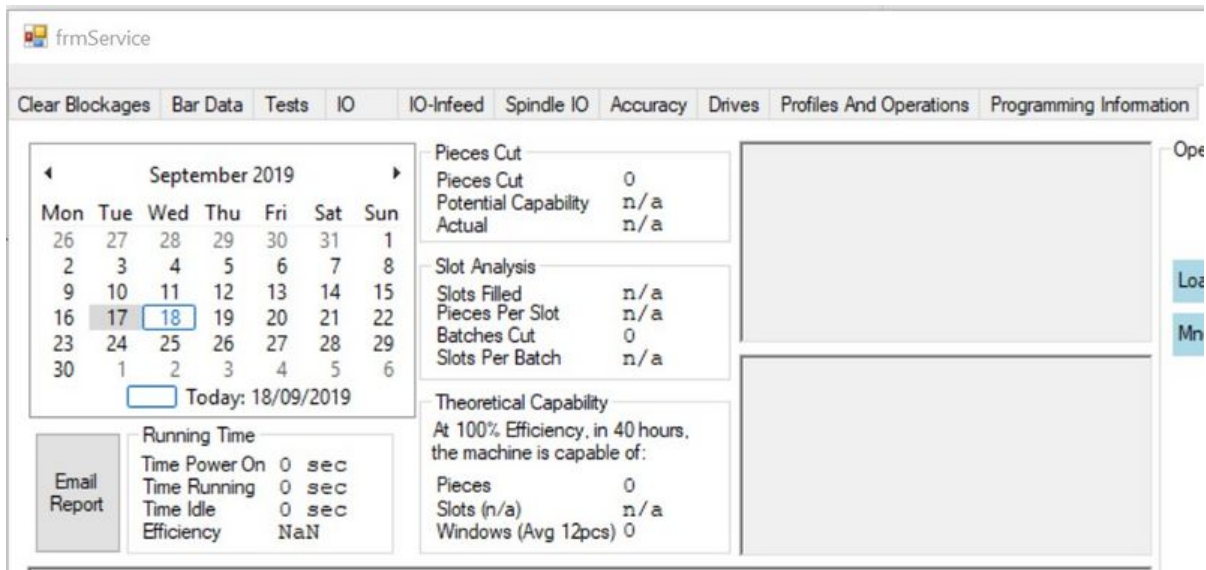 frmService
Clear Blockages Bar Data Tests IO IO-Infeed Spindle IO Accuracy Drives Profiles And Operations Programming Information
September 2019
Mon Tue Wed Thu Fri Sat Sun
26 27 28 29 30 31 1
2 3 4 5 6 7 8
9 10 11 12 13 14 15
16 17 18 19 20 21 22
23 24 25 26 27 28 29
30 1 2 3 4 5 6
Today: 18/09/2019
Email
Report
Running Time
Time Power On 0 sec
Time Running 0 sec
Time Idle 0 sec
Efficiency NaN
Pieces Cut
Pieces Cut 0
Potential Capability n/a
Actual n/a
Slot Analysis
Slots Filled n/a
Pieces Per Slot n/a
Batches Cut 0
Slots Per Batch n/a
Theoretical Capability
At 100% Efficiency, in 40 hours,
the machine is capable of:
Pieces 0
Slots (n/a) n/a
Windows (Avg 12pcs) 0
Ope
Loa